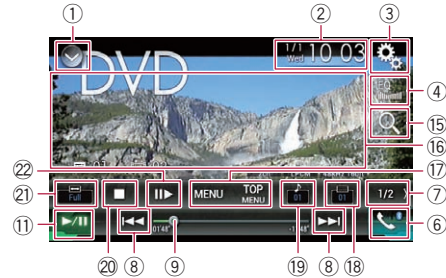 ① ② ③
1/1 Wed 10 03
DVD
EQ
④
⑮
⑯
㉒ ⑰
Full MENU TOP MENU 01 01 1/2
㉑ ⑦
01'48" -1'48"
⑪ ⑥
⑳ ⑧ ⑨ ⑲ ⑧ ⑱